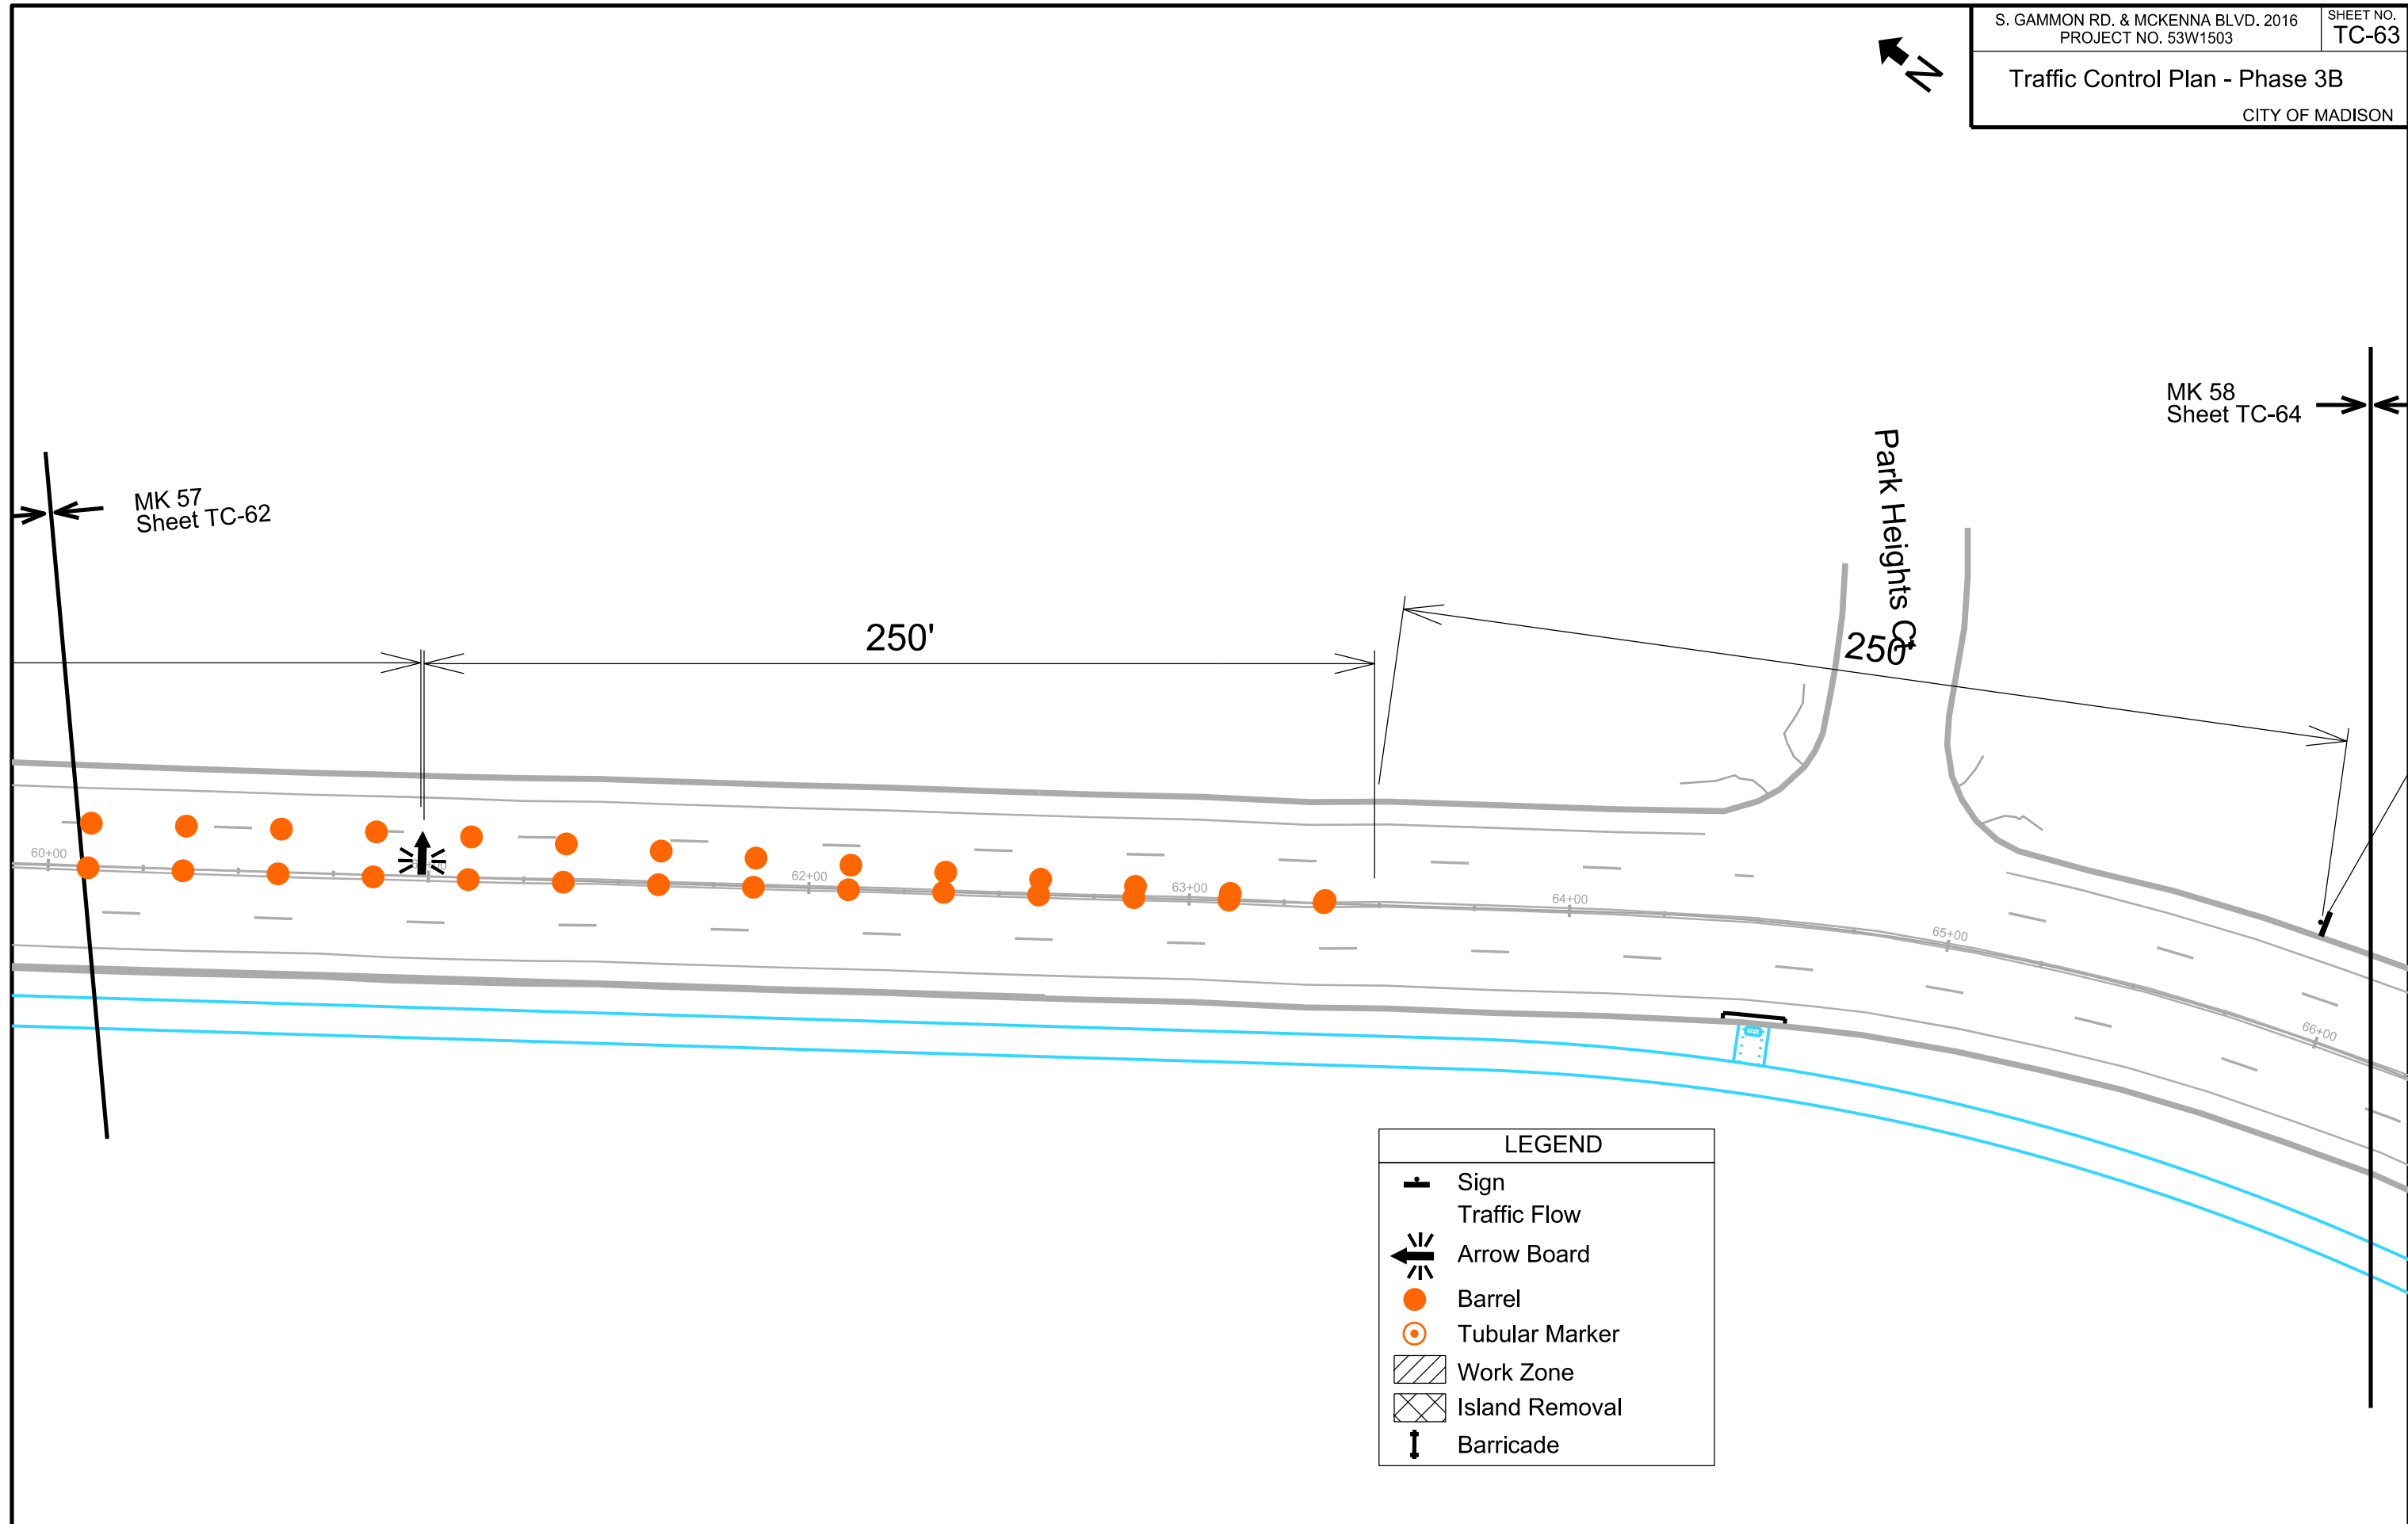 S. GAMMON RD. & MCKENNA BLVD. 2016
PROJECT NO. 53W1503
SHEET NO.
TC-63
Traffic Control Plan - Phase 3B
CITY OF MADISON
N
MK 58
Sheet TC-64
MK 57
Sheet TC-62
Park Heights Ct
250'
250'
60+00
62+00
63+00
64+00
65+00
66+00
LEGEND
Sign
Traffic Flow
Arrow Board
Barrel
Tubular Marker
Work Zone
Island Removal
Barricade